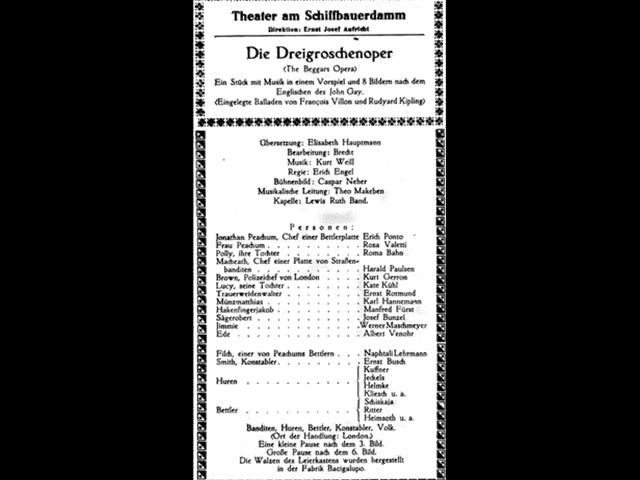 Theater am Schiffbauerdamm
Direktion: Ernst Josef Aufricht
Die Dreigroschenoper
(The Beggars Opera)
Ein Stück mit Musik in einem Vorspiel und 8 Bildern nach dem
Englischen des John Gay.
(Eingelegte Balladen von François Villon und Rudyard Kipling)
Übersetzung: Elisabeth Hauptmann
Bearbeitung: Brecht
Musik: Kurt Weill
Regie: Erich Engel
Bühnenbild: Caspar Neher
Musikalische Leitung: Theo Makeben
Kapelle: Lewis Ruth Band.
Personen:
Jonathan Peachum, Chef einer Bettlerplatte Erich Ponto
Frau Peachum . . . . . . . . . . Rosa Valetti
Polly, ihre Tochter . . . . . . . . . Roma Bahn
Macheath, Chef einer Platte von Straßen-
banditen . . . . . . . . . . . Harald Paulsen
Brown, Polizeichef von London . . . . Kurt Gerron
Lucy, seine Tochter . . . . . . . . Kate Kühl
Trauerweidenwalter . . . . . . . . Ernst Rotmund
Münzmatthias . . . . . . . . . . Karl Hannemann
Hakenfingerjakob . . . . . . . . . Manfred Fürst
Sägerobert . . . . . . . . . . . Josef Bunzel
Jimmie . . . . . . . . . . . . Werner Maschmeyer
Ede . . . . . . . . . . . . . Albert Venohr
Filch, einer von Peachums Bettlern . . . Naphtali Lehrmann
Smith, Konstabler . . . . . . . . . Ernst Busch
Kuffner
Jeckels
Huren . . . . . . . . . . Helmke
Kliesch u. a.
Schiskaja
Bettler . . . . . . . . . . Ritter
Heimsoth u. a.
Banditen, Huren, Bettler, Konstabler, Volk.
(Ort der Handlung: London.)
Eine kleine Pause nach dem 3. Bild.
Große Pause nach dem 6. Bild.
Die Walzen des Leierkastens wurden hergestellt
in der Fabrik Bacigalupo.